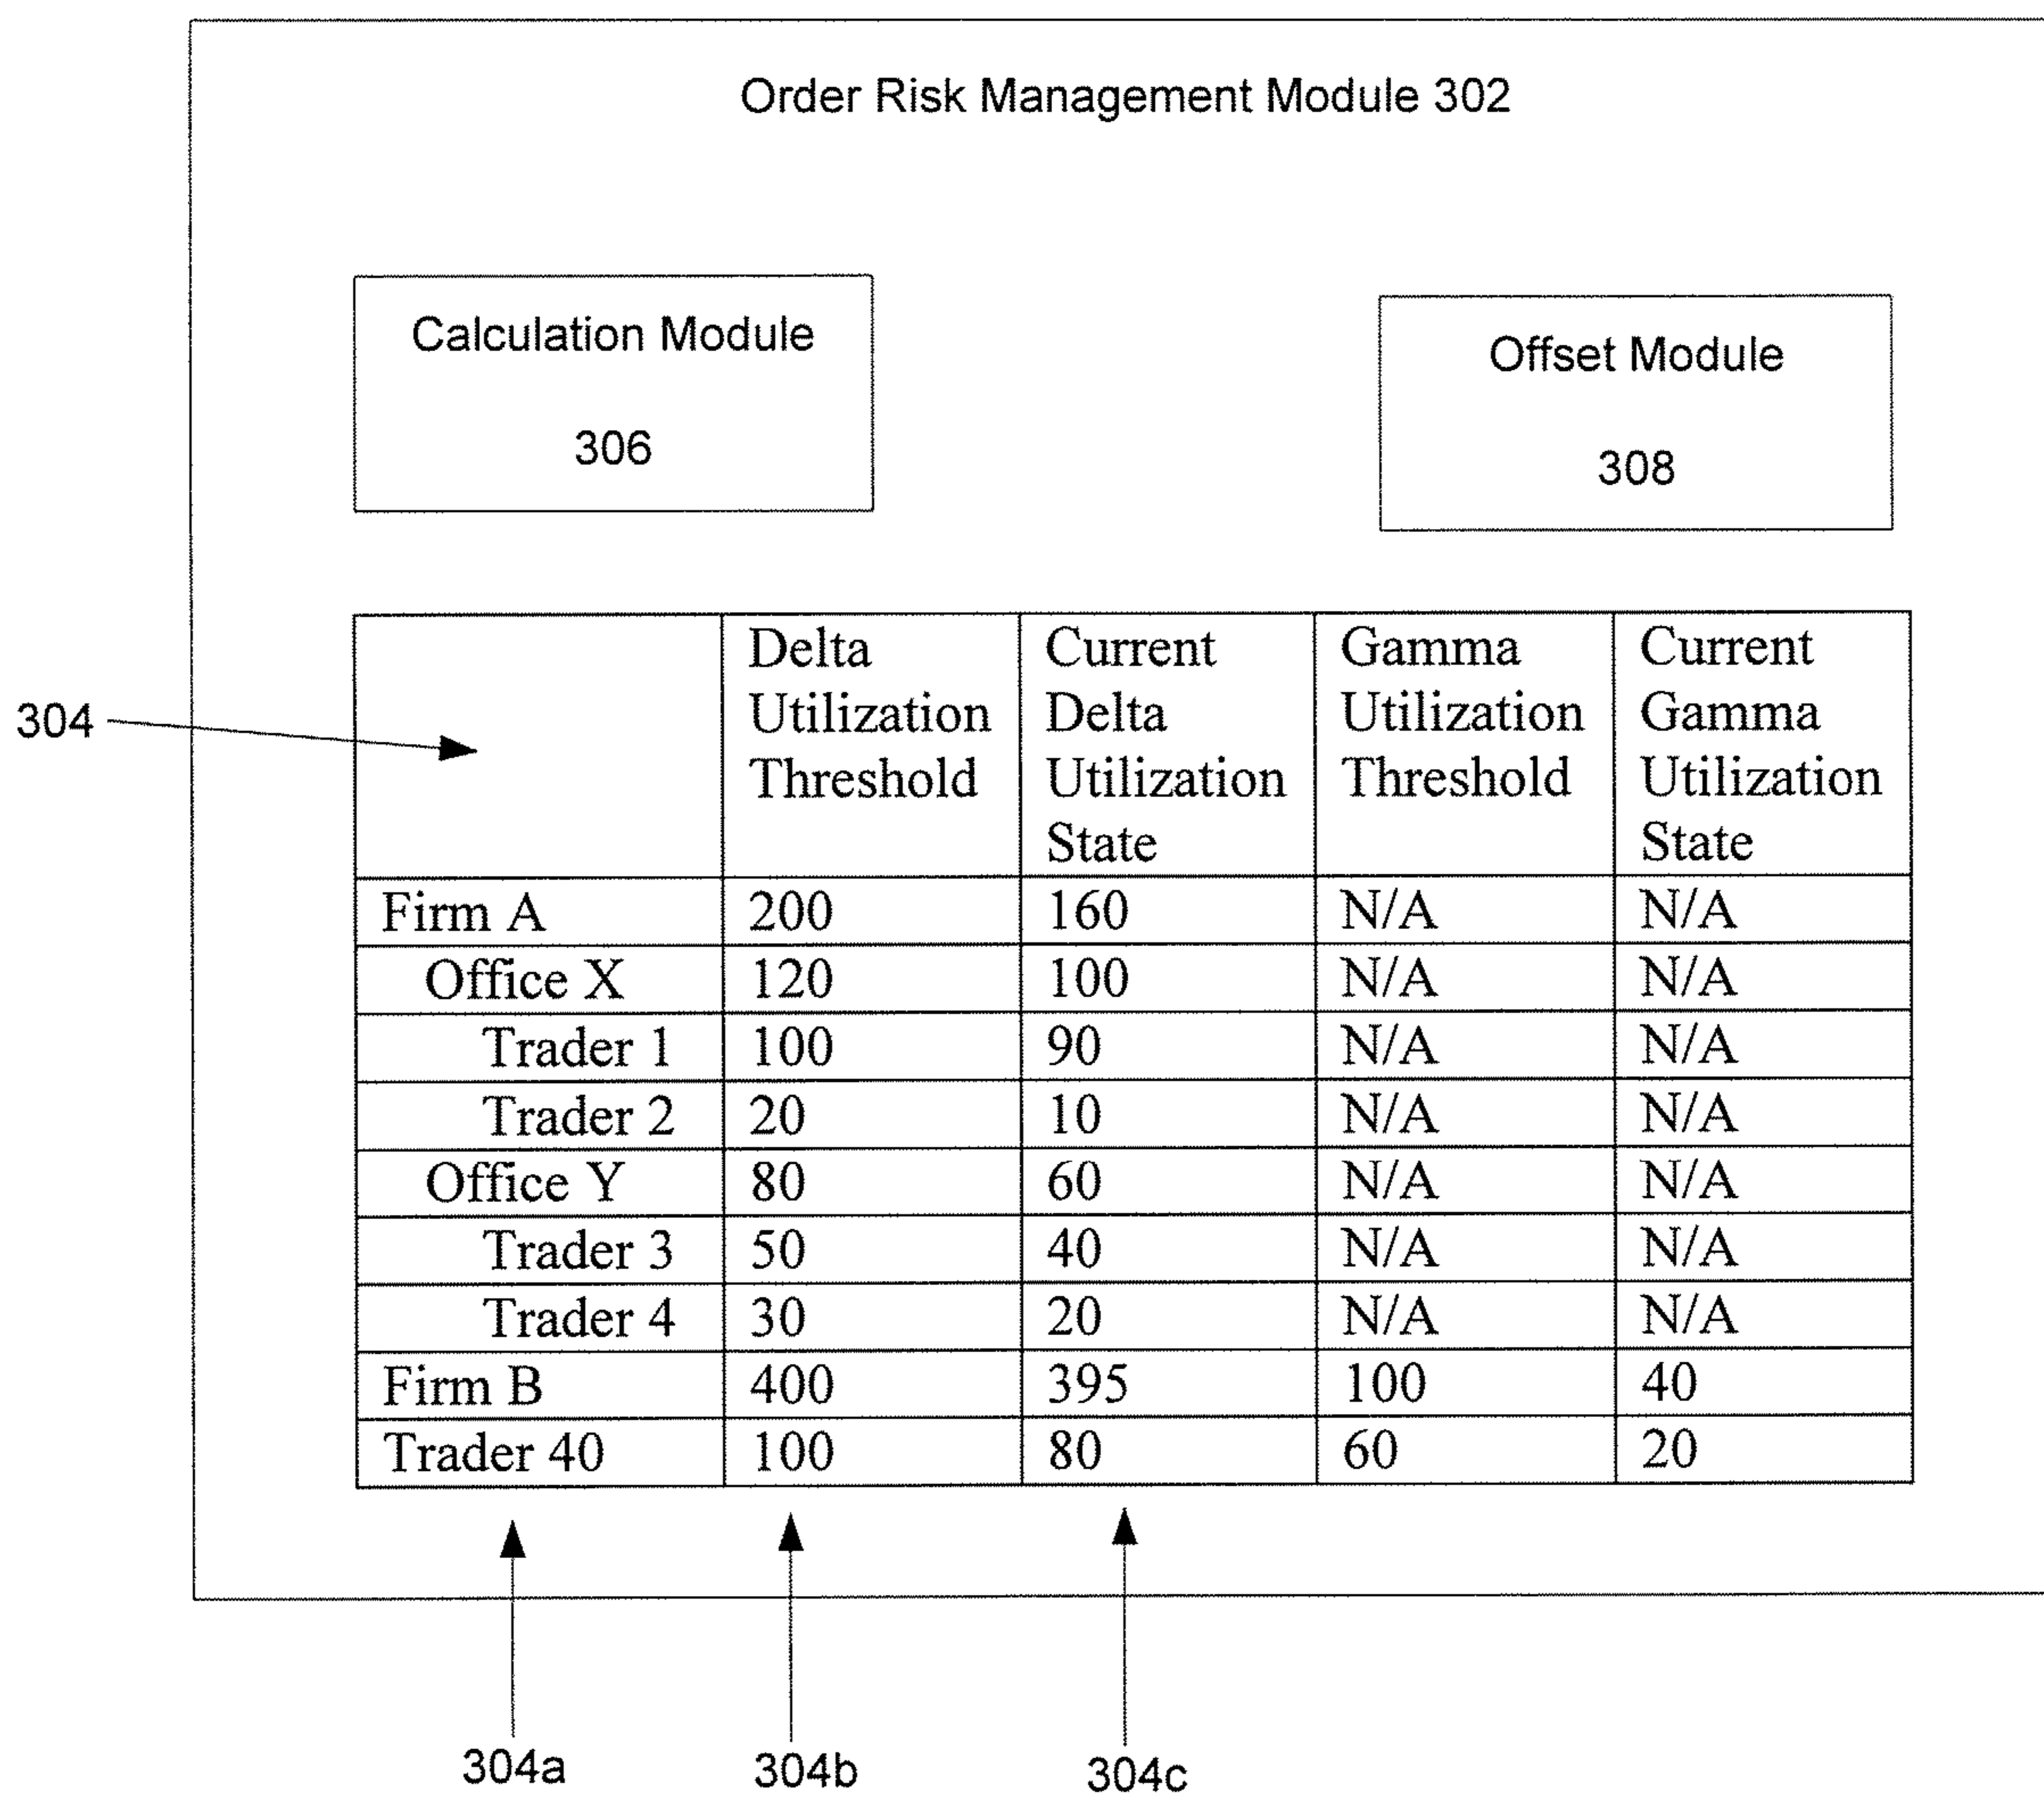 Order Risk Management Module 302
Calculation Module
306
Offset Module
308
304
Delta
Utilization
Threshold
Current
Delta
Utilization
State
Gamma
Utilization
Threshold
Current
Gamma
Utilization
State
Firm A 200 160 N/A N/A
Office X 120 100 N/A N/A
Trader 1 100 90 N/A N/A
Trader 2 20 10 N/A N/A
Office Y 80 60 N/A N/A
Trader 3 50 40 N/A N/A
Trader 4 30 20 N/A N/A
Firm B 400 395 100 40
Trader 40 100 80 60 20
304a 304b 304c